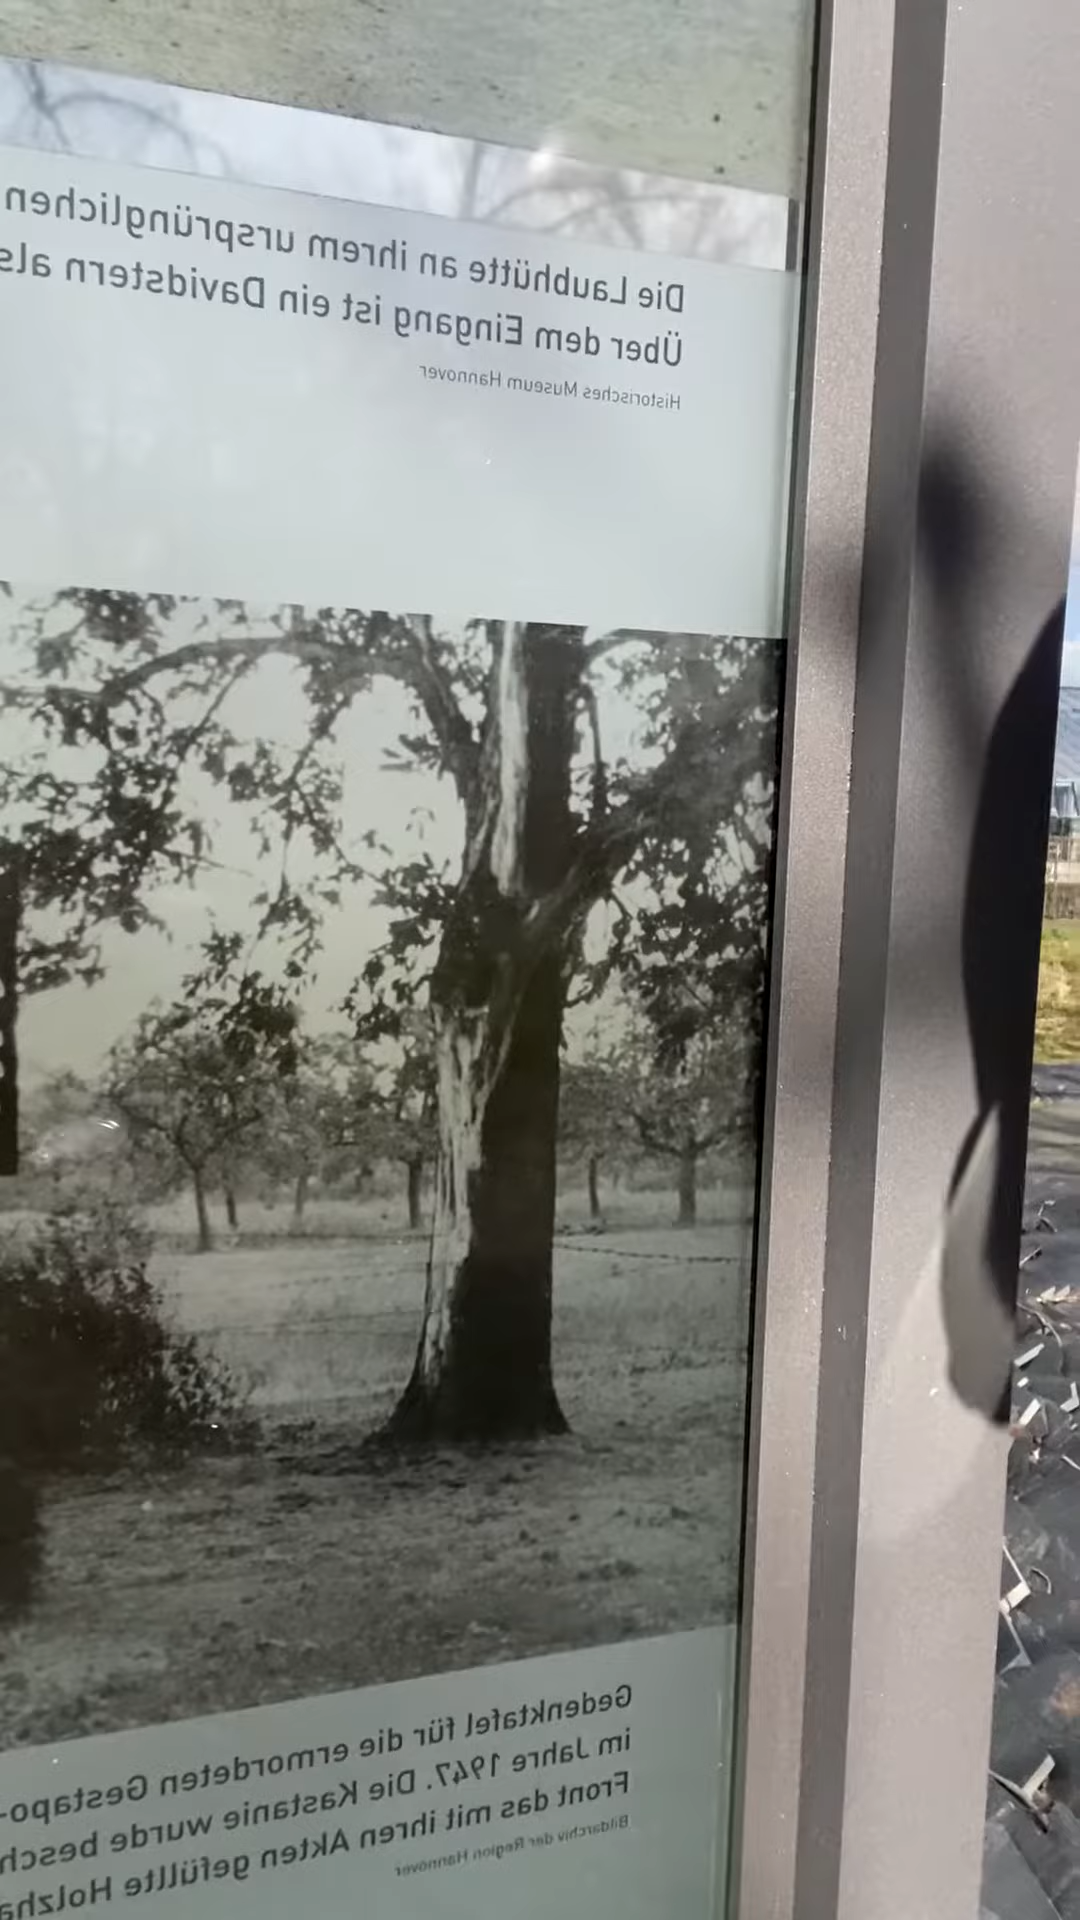 Die Laubhütte an ihrem ursprünglichen
Über dem Eingang ist ein Davidstern als
Historisches Museum Hannover
Gedenktafel für die ermordeten Gestapo-
im Jahre 1947. Die Kastanie wurde besch
Front das mit ihren Akten gefüllte Holzha
Bildarchiv der Region Hannover